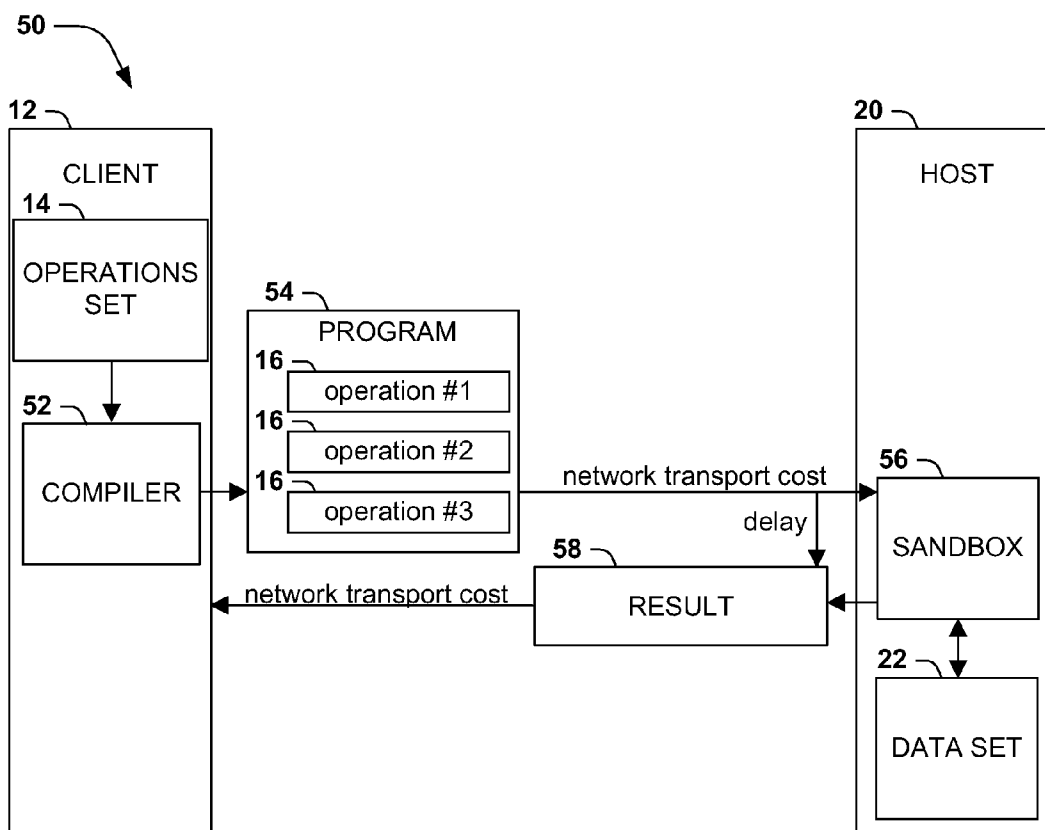 50
12
CLIENT
20
HOST
14
OPERATIONS
SET
54
PROGRAM
16
operation #1
52
COMPILER
16
operation #2
16
operation #3
network transport cost
delay
56
SANDBOX
58
RESULT
network transport cost
22
DATA SET